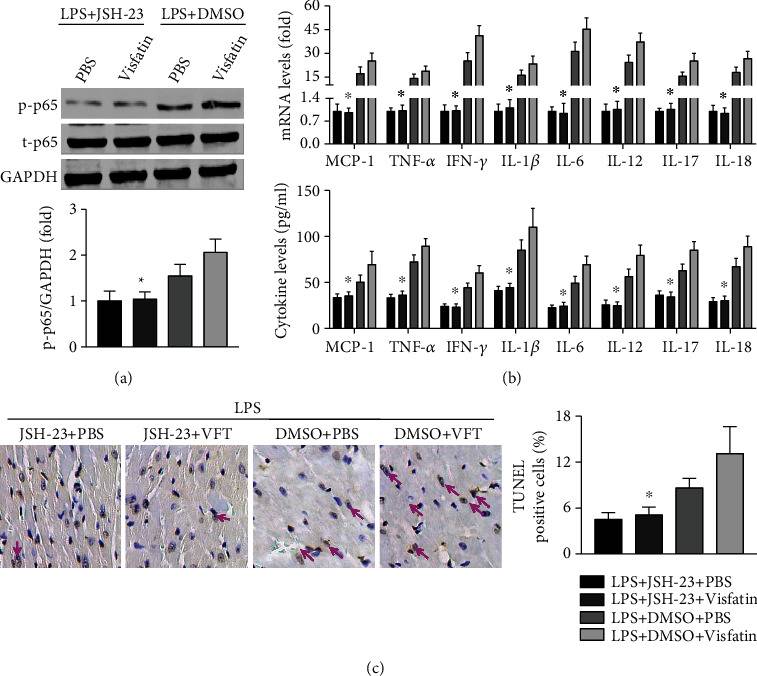 LPS+JSH-23 LPS+DMSO
PBS Visfatin PBS Visfatin
p-p65
t-p65
GAPDH
p-p65/GAPDH (fold)
3
2
1
0
*
(a)
mRNA levels (fold)
60
45
30
15
1.4
0.7
0.0
* * * * * * * *
MCP-1 TNF-α IFN-γ IL-1β IL-6 IL-12 IL-17 IL-18
Cytokine levels (pg/ml)
150
100
50
0
* * * * * * * *
MCP-1 TNF-α IFN-γ IL-1β IL-6 IL-12 IL-17 IL-18
(b)
LPS
JSH-23+PBS JSH-23+VFT DMSO+PBS DMSO+VFT
TUNEL
positive cells (%)
18
12
6
0
*
LPS+JSH-23+PBS
LPS+JSH-23+Visfatin
LPS+DMSO+PBS
LPS+DMSO+Visfatin
(c)